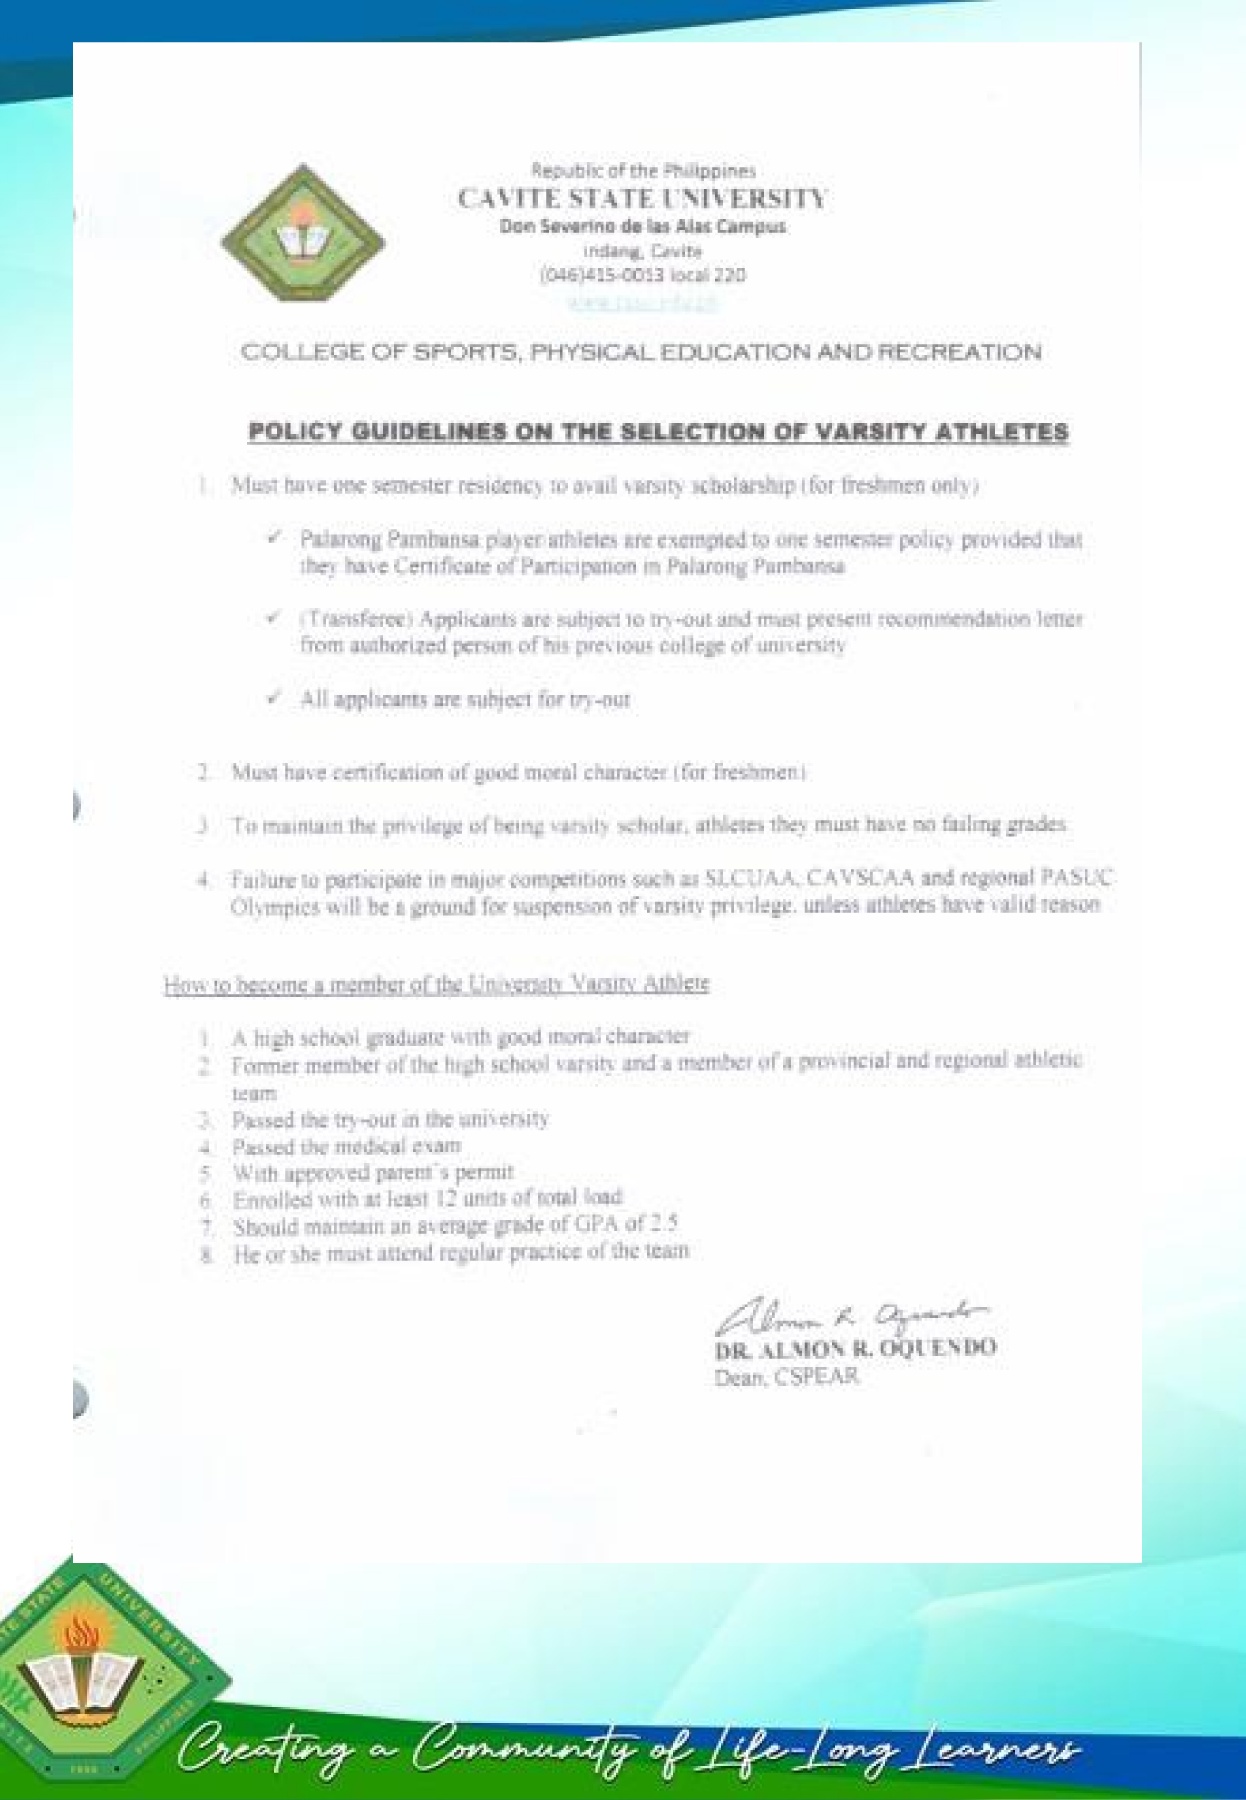 Republic of the Philippines
CAVITE STATE UNIVERSITY
Don Severino de las Alas Campus
Indang, Cavite
(046)415-0013 local 220
COLLEGE OF SPORTS, PHYSICAL EDUCATION AND RECREATION
POLICY GUIDELINES ON THE SELECTION OF VARSITY ATHLETES
1. Must have one semester residency to avail varsity scholarship (for freshmen only)
✓ Palarong Pambansa player/athletes are exempted to one semester policy provided that
they have Certificate of Participation in Palarong Pambansa
✓ (Transferee) Applicants are subject to try-out and must present recommendation letter
from authorized person of his previous college of university
✓ All applicants are subject for try-out
2. Must have certification of good moral character (for freshmen)
3. To maintain the privilege of being varsity scholar, athletes they must have no failing grades
4. Failure to participate in major competitions such as SLCUAA, CAVSCAA and regional PASUC
Olympics will be a ground for suspension of varsity privilege, unless athletes have valid reason
How to become a member of the University Varsity Athlete
1. A high school graduate with good moral character
2. Former member of the high school varsity and a member of a provincial and regional athletic
team
3. Passed the try-out in the university
4. Passed the medical exam
5. With approved parent's permit
6. Enrolled with at least 12 units of total load
7. Should maintain an average grade of GPA of 2.5
8. He or she must attend regular practice of the team
Almon R. Oquendo
DR. ALMON R. OQUENDO
Dean, CSPEAR
STATE UNIVERSITY
PHILIPPINES
1906
Creating a Community of Life-Long Learners